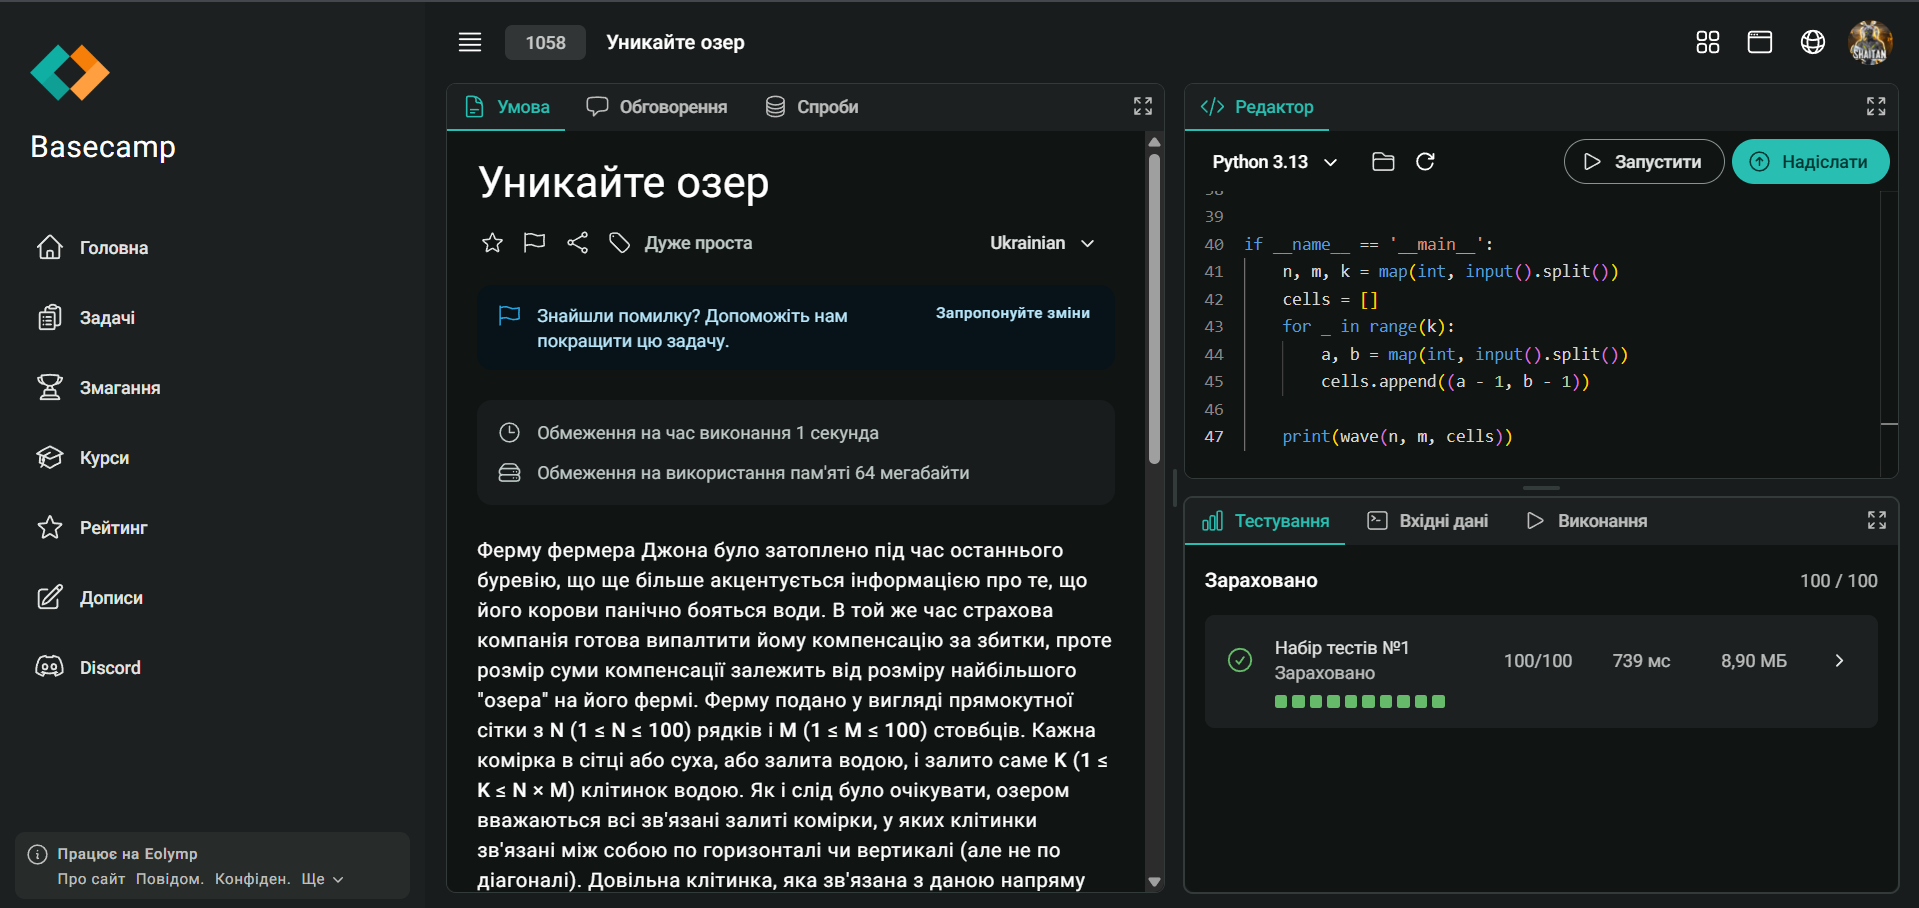 Basecamp
Головна
Задачі
Змагання
Курси
Рейтинг
Дописи
Discord
Працює на Eolymp
Про сайт Повідом. Конфіден. Ще
1058 Уникайте озер
Умова Обговорення Спроби
Уникайте озер
Дуже проста Ukrainian
Знайшли помилку? Допоможіть нам покращити цю задачу. Запропонуйте зміни
Обмеження на час виконання 1 секунда
Обмеження на використання пам'яті 64 мегабайти
Ферму фермера Джона було затоплено під час останнього
буревію, що ще більше акцентується інформацією про те, що
його корови панічно бояться води. В той же час страхова
компанія готова випалтити йому компенсацію за збитки, проте
розмір суми компенсації залежить від розміру найбільшого
"озера" на його фермі. Ферму подано у вигляді прямокутної
сітки з N (1 ≤ N ≤ 100) рядків і M (1 ≤ M ≤ 100) стовбців. Кажна
комірка в сітці або суха, або залита водою, і залито саме K (1 ≤
K ≤ N × M) клітинок водою. Як і слід було очікувати, озером
вважаються всі зв'язані залиті комірки, у яких клітинки
зв'язані між собою по горизонталі чи вертикалі (але не по
діагоналі). Довільна клітинка, яка зв'язана з даною напряму
SHAITAN
Редактор
Python 3.13 Запустити Надіслати
38
39
40 if __name__ == '__main__':
41 n, m, k = map(int, input().split())
42 cells = []
43 for _ in range(k):
44 a, b = map(int, input().split())
45 cells.append((a - 1, b - 1))
46
47 print(wave(n, m, cells))
Тестування Вхідні дані Виконання
Зараховано 100 / 100
Набір тестів №1
Зараховано
100/100 739 мс 8,90 МБ